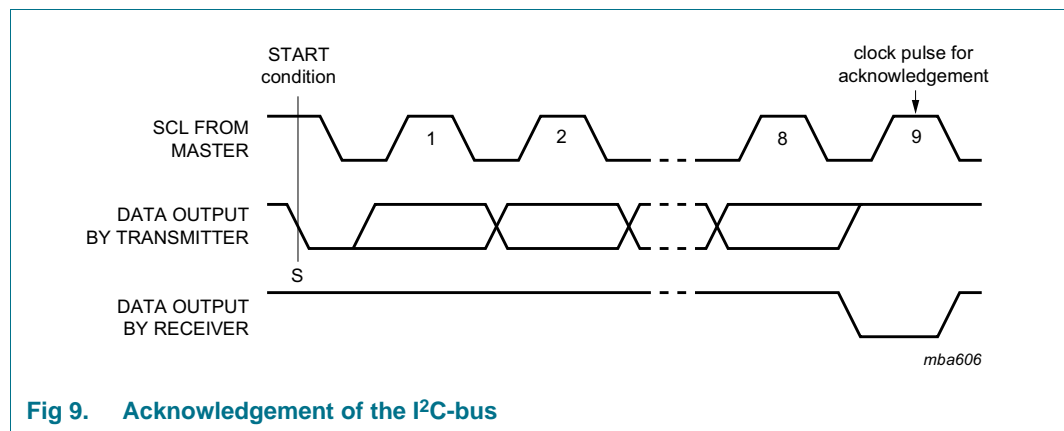 START
condition
clock pulse for
acknowledgement
SCL FROM
MASTER
1
2
8
9
DATA OUTPUT
BY TRANSMITTER
S
DATA OUTPUT
BY RECEIVER
mba606
Fig 9. Acknowledgement of the I²C-bus